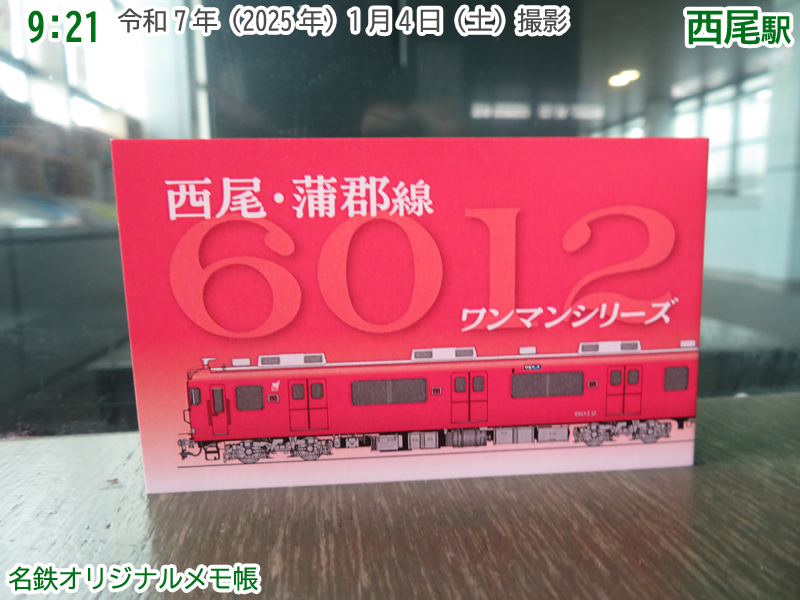 9:21 令和７年（2025年）１月４日（土）撮影 西尾駅
西尾・蒲郡線
6012
ワンマンシリーズ
6012
名鉄オリジナルメモ帳